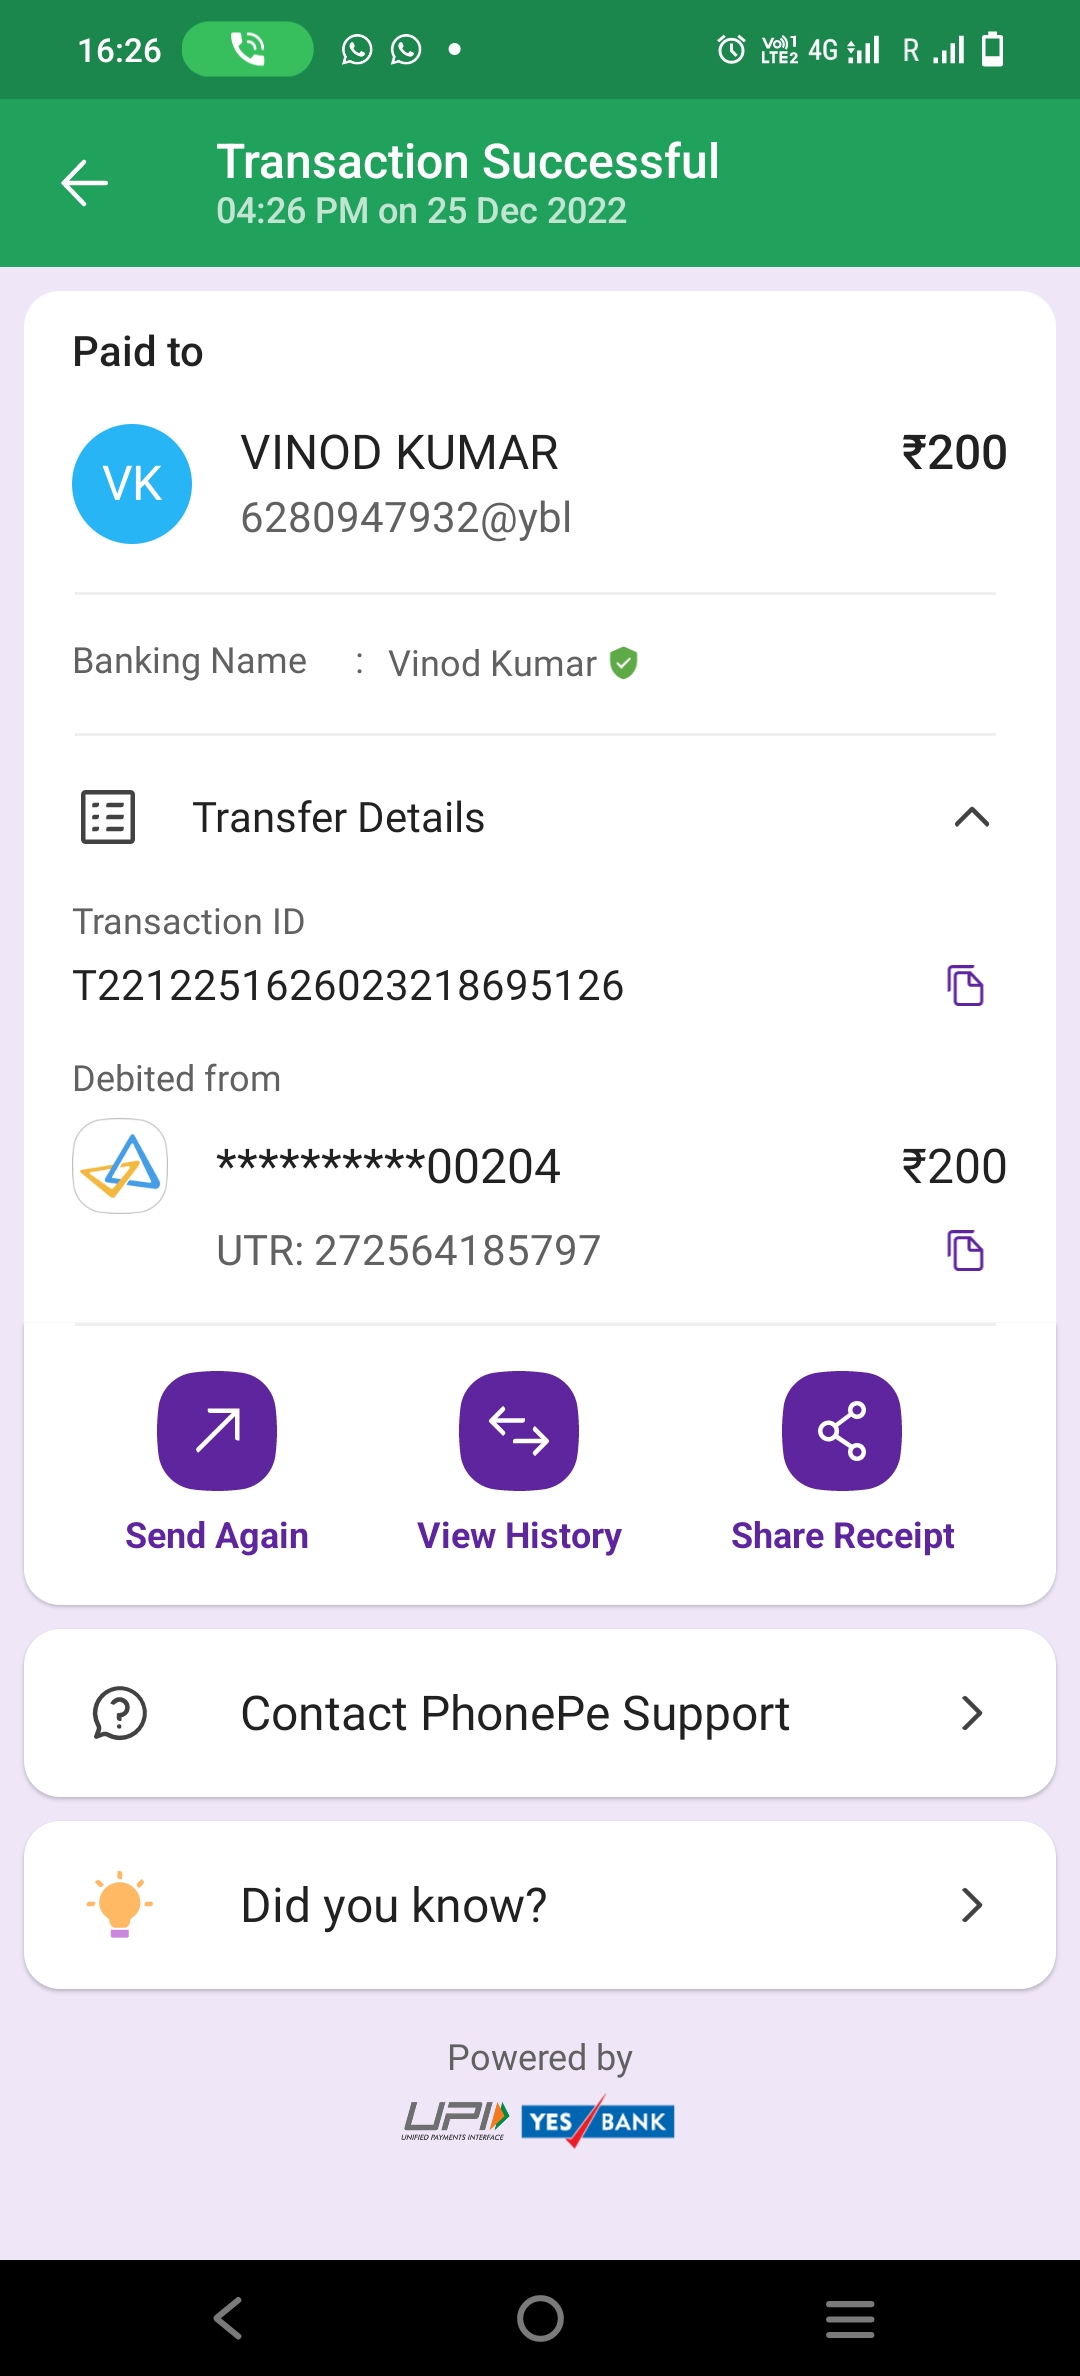 16:26
Vo)) 1
LTE2
4G
R
Transaction Successful
04:26 PM on 25 Dec 2022
Paid to
VK
VINOD KUMAR
₹200
6280947932@ybl
Banking Name : Vinod Kumar
Transfer Details
Transaction ID
T2212251626023218695126
Debited from
**********00204
₹200
UTR: 272564185797
Send Again
View History
Share Receipt
Contact PhonePe Support
Did you know?
Powered by
UPI
UNIFIED PAYMENTS INTERFACE
YES BANK